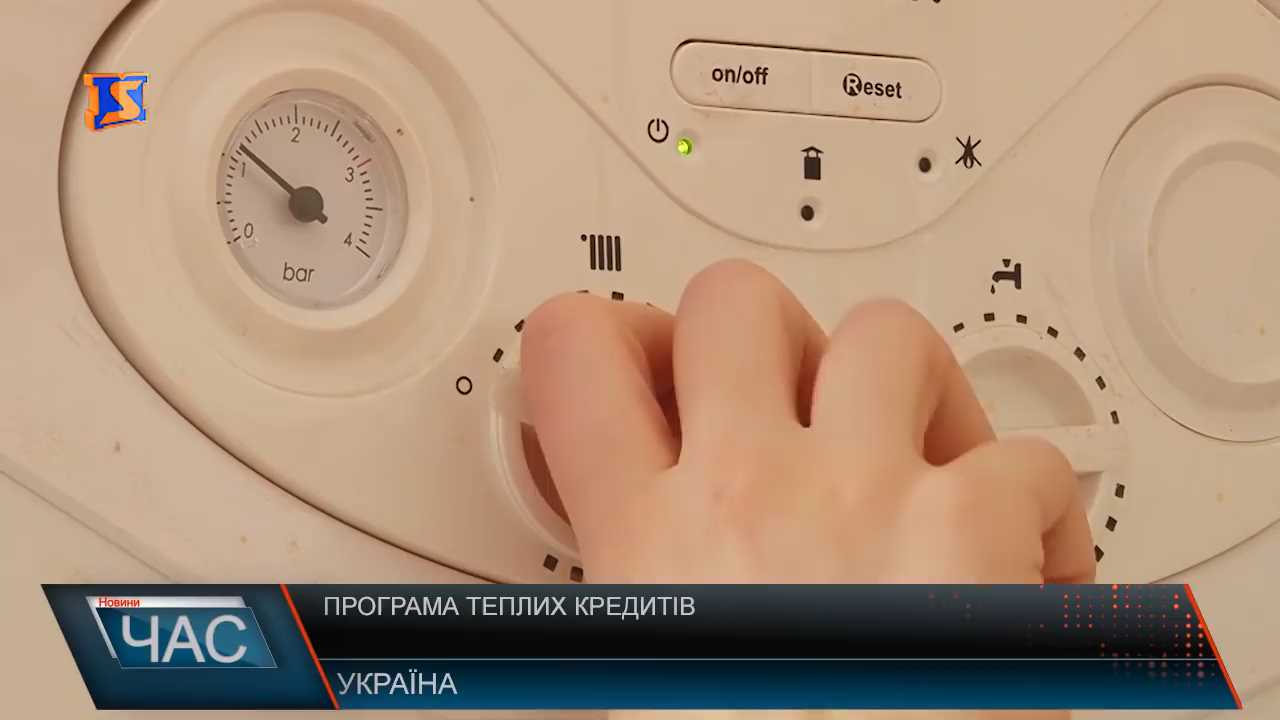 on/off
Reset
2
1
3
0
4
bar
Новини
ЧАС
ПРОГРАМА ТЕПЛИХ КРЕДИТІВ
УКРАЇНА